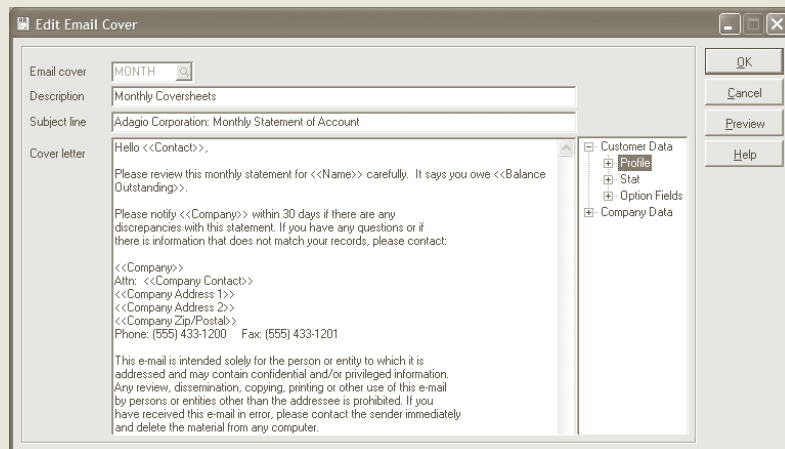 Edit Email Cover
Email cover MONTH
Description Monthly Coversheets
Subject line Adagio Corporation: Monthly Statement of Account
Cover letter
Hello <<Contact>>,
Please review this monthly statement for <<Name>> carefully.  It says you owe <<Balance
Outstanding>>.
Please notify <<Company>> within 30 days if there are any
discrepancies with this statement. If you have any questions or if
there is information that does not match your records, please contact:
<<Company>>
Attn:  <<Company Contact>>
<<Company Address 1>>
<<Company Address 2>>
<<Company Zip/Postal>>
Phone: (555) 433-1200     Fax: (555) 433-1201
This e-mail is intended solely for the person or entity to which it is
addressed and may contain confidential and/or privileged information.
Any review, dissemination, copying, printing or other use of this e-mail
by persons or entities other than the addressee is prohibited. If you
have received this e-mail in error, please contact the sender immediately
and delete the material from any computer.
Customer Data
Profile
Stat
Option Fields
Company Data
OK
Cancel
Preview
Help